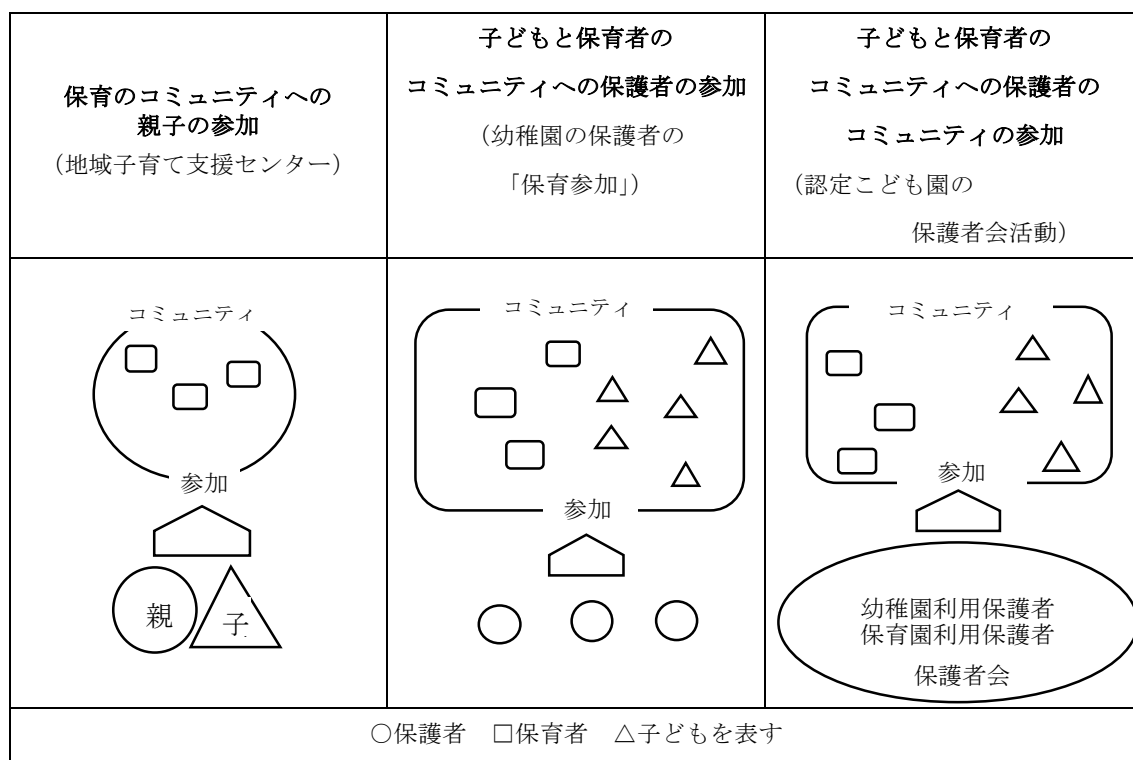 保育のコミュニティへの
親子の参加
（地域子育て支援センター）
子どもと保育者の
コミュニティへの保護者の参加
（幼稚園の保護者の
「保育参加」）
子どもと保育者の
コミュニティへの保護者の
コミュニティの参加
（認定こども園の
保護者会活動）
コミュニティ
参加
親
子
コミュニティ
参加
コミュニティ
参加
幼稚園利用保護者
保育園利用保護者
保護者会
○保護者　□保育者　△子どもを表す